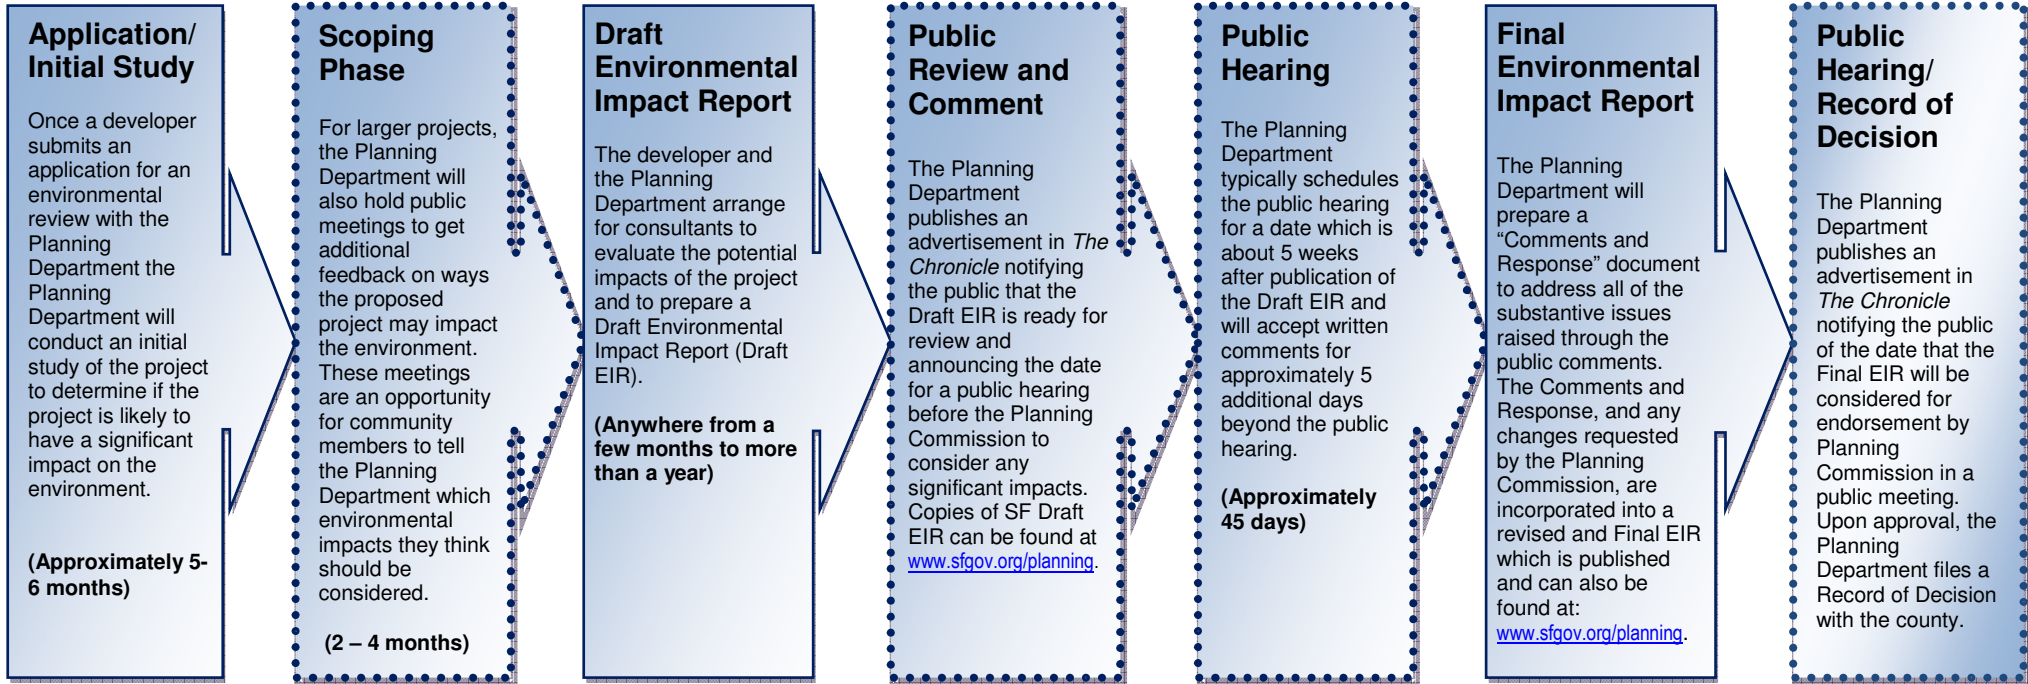 Application/
Initial Study
Once a developer
submits an
application for an
environmental
review with the
Planning
Department the
Planning
Department will
conduct an initial
study of the project
to determine if the
project is likely to
have a significant
impact on the
environment.
(Approximately 5-
6 months)
Scoping
Phase
For larger projects,
the Planning
Department will
also hold public
meetings to get
additional
feedback on ways
the proposed
project may impact
the environment.
These meetings
are an opportunity
for community
members to tell
the Planning
Department which
environmental
impacts they think
should be
considered.
(2 – 4 months)
Draft
Environmental
Impact Report
The developer and
the Planning
Department arrange
for consultants to
evaluate the potential
impacts of the project
and to prepare a
Draft Environmental
Impact Report (Draft
EIR).
(Anywhere from a
few months to more
than a year)
Public
Review and
Comment
The Planning
Department
publishes an
advertisement in The
Chronicle notifying
the public that the
Draft EIR is ready for
review and
announcing the date
for a public hearing
before the Planning
Commission to
consider any
significant impacts.
Copies of SF Draft
EIR can be found at
www.sfgov.org/planning.
Public
Hearing
The Planning
Department
typically schedules
the public hearing
for a date which is
about 5 weeks
after publication of
the Draft EIR and
will accept written
comments for
approximately 5
additional days
beyond the public
hearing.
(Approximately
45 days)
Final
Environmental
Impact Report
The Planning
Department will
prepare a
“Comments and
Response” document
to address all of the
substantive issues
raised through the
public comments.
The Comments and
Response, and any
changes requested
by the Planning
Commission, are
incorporated into a
revised and Final EIR
which is published
and can also be
found at:
www.sfgov.org/planning.
Public
Hearing/
Record of
Decision
The Planning
Department
publishes an
advertisement in
The Chronicle
notifying the public
of the date that the
Final EIR will be
considered for
endorsement by
Planning
Commission in a
public meeting.
Upon approval, the
Planning
Department files a
Record of Decision
with the county.